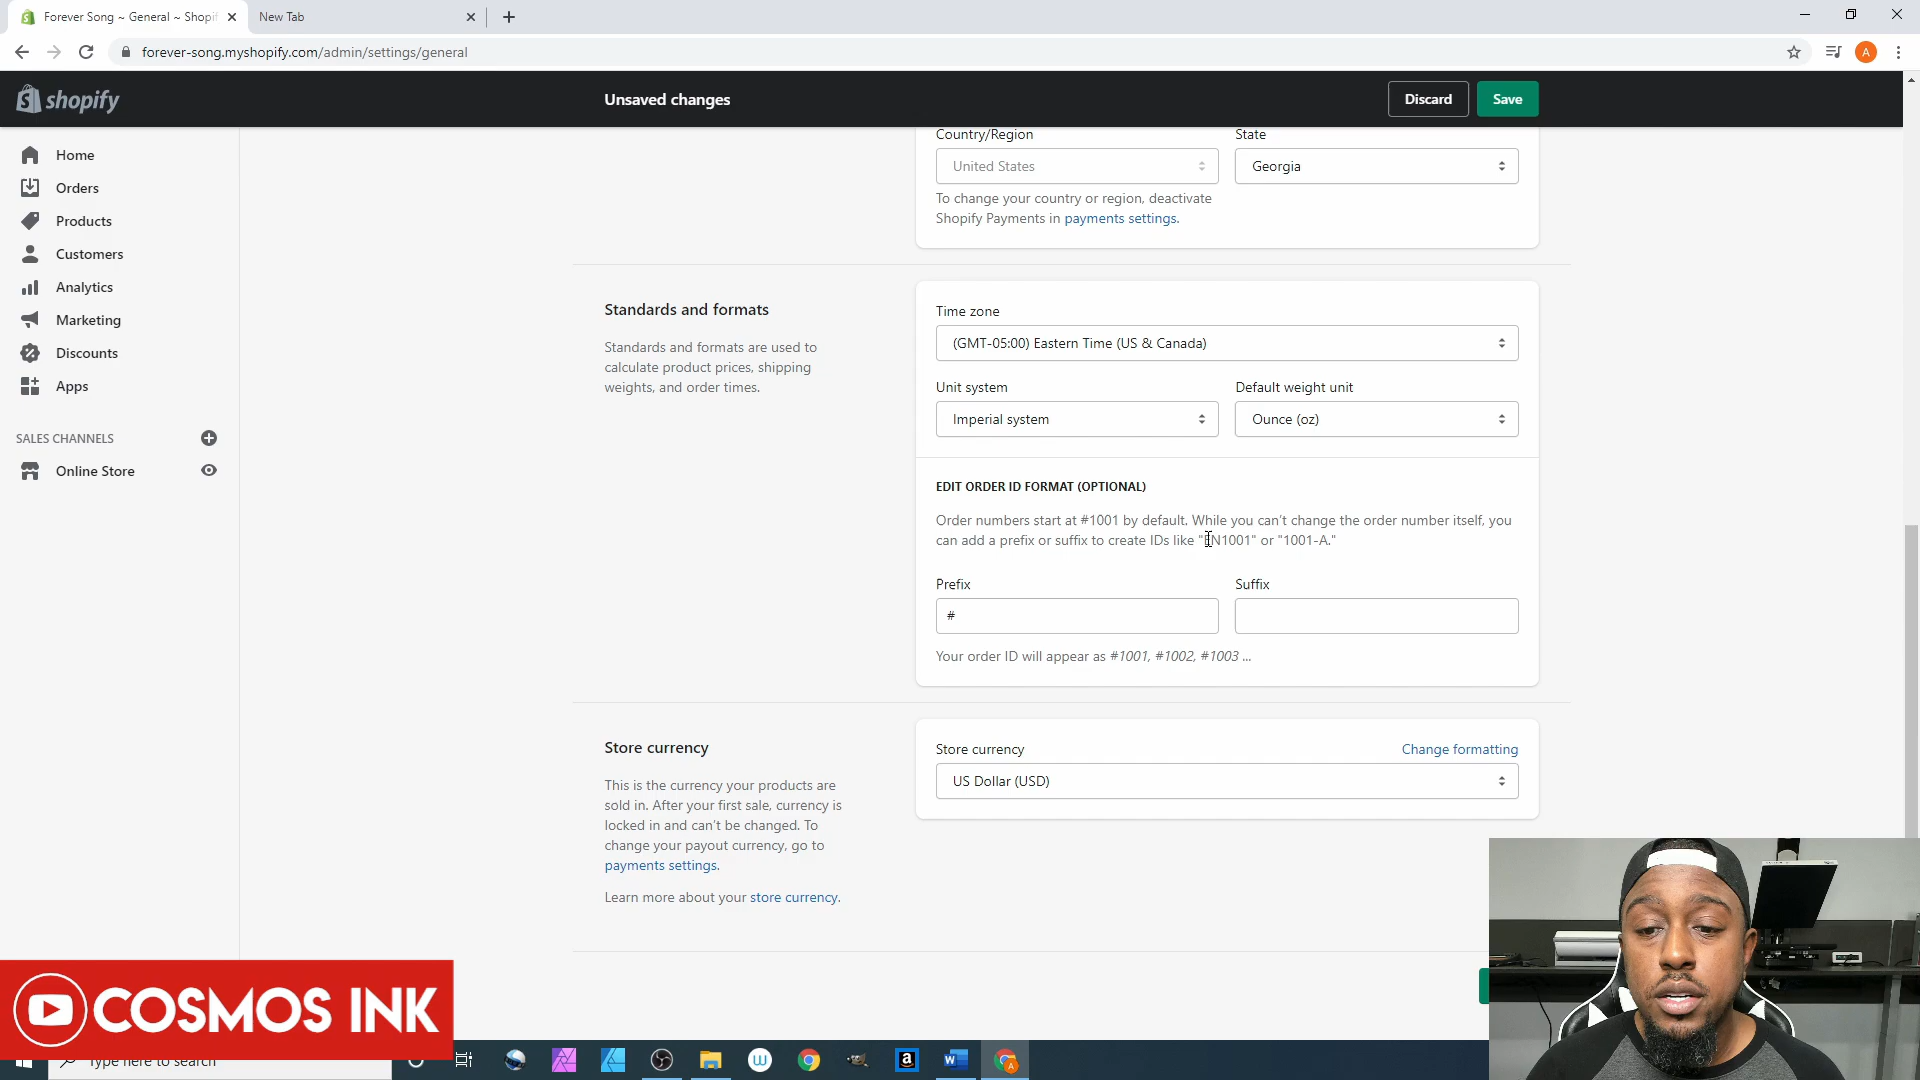 Forever Song ~ General ~ Shopif
New Tab
forever-song.myshopify.com/admin/settings/general
A
shopify
Unsaved changes
Discard
Save
Home
Orders
Products
Customers
Analytics
Marketing
Discounts
Apps
SALES CHANNELS
Online Store
Country/Region
State
United States
Georgia
To change your country or region, deactivate
Shopify Payments in payments settings.
Standards and formats
Standards and formats are used to
calculate product prices, shipping
weights, and order times.
Time zone
(GMT-05:00) Eastern Time (US & Canada)
Unit system
Default weight unit
Imperial system
Ounce (oz)
EDIT ORDER ID FORMAT (OPTIONAL)
Order numbers start at #1001 by default. While you can't change the order number itself, you
can add a prefix or suffix to create IDs like "EN1001" or "1001-A."
Prefix
Suffix
#
Your order ID will appear as #1001, #1002, #1003 ...
Store currency
This is the currency your products are
sold in. After your first sale, currency is
locked in and can't be changed. To
change your payout currency, go to
payments settings.
Learn more about your store currency.
Store currency
Change formatting
US Dollar (USD)
COSMOS INK
Type here to search